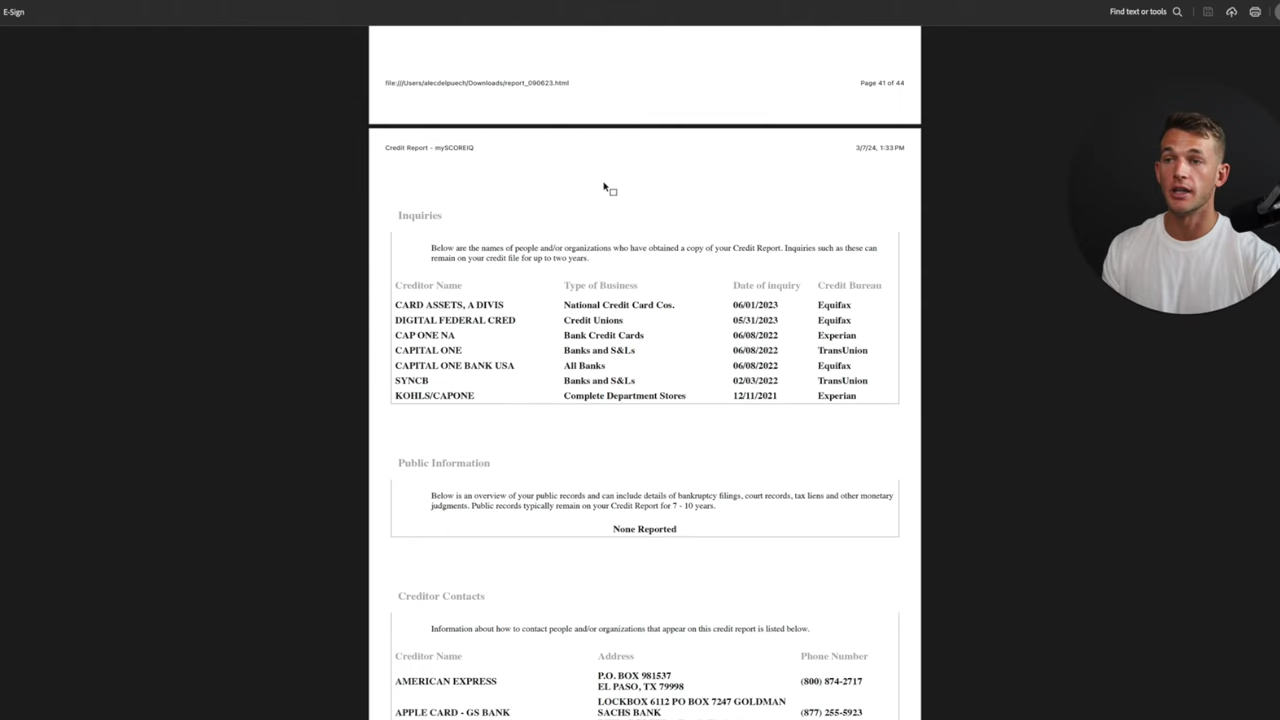 E-Sign
Find text or tools
file:///Users/alecdelpuech/Downloads/report_090623.html Page 41 of 44
Credit Report - mySCOREIQ 3/7/24, 1:33 PM
Inquiries
Below are the names of people and/or organizations who have obtained a copy of your Credit Report. Inquiries such as these can
remain on your credit file for up to two years.
Creditor Name Type of Business Date of inquiry Credit Bureau
CARD ASSETS, A DIVIS National Credit Card Cos. 06/01/2023 Equifax
DIGITAL FEDERAL CRED Credit Unions 05/31/2023 Equifax
CAP ONE NA Bank Credit Cards 06/08/2022 Experian
CAPITAL ONE Banks and S&Ls 06/08/2022 TransUnion
CAPITAL ONE BANK USA All Banks 06/08/2022 Equifax
SYNCB Banks and S&Ls 02/03/2022 TransUnion
KOHLS/CAPONE Complete Department Stores 12/11/2021 Experian
Public Information
Below is an overview of your public records and can include details of bankruptcy filings, court records, tax liens and other monetary
judgments. Public records typically remain on your Credit Report for 7 - 10 years.
None Reported
Creditor Contacts
Information about how to contact people and/or organizations that appear on this credit report is listed below.
Creditor Name Address Phone Number
P.O. BOX 981537
AMERICAN EXPRESS (800) 874-2717
EL PASO, TX 79998
LOCKBOX 6112 PO BOX 7247 GOLDMAN
APPLE CARD - GS BANK SACHS BANK (877) 255-5923